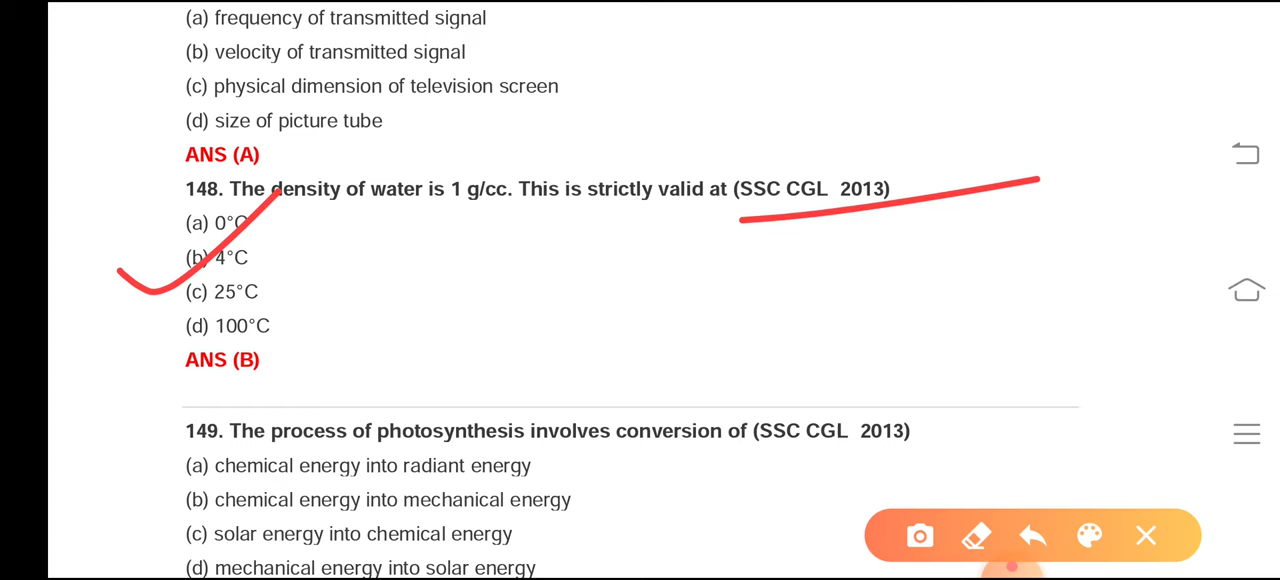 (a) frequency of transmitted signal
(b) velocity of transmitted signal
(c) physical dimension of television screen
(d) size of picture tube
ANS (A)
148. The density of water is 1 g/cc. This is strictly valid at (SSC CGL 2013)
(a) 0°C
(b) 4°C
(c) 25°C
(d) 100°C
ANS (B)
149. The process of photosynthesis involves conversion of (SSC CGL 2013)
(a) chemical energy into radiant energy
(b) chemical energy into mechanical energy
(c) solar energy into chemical energy
(d) mechanical energy into solar energy